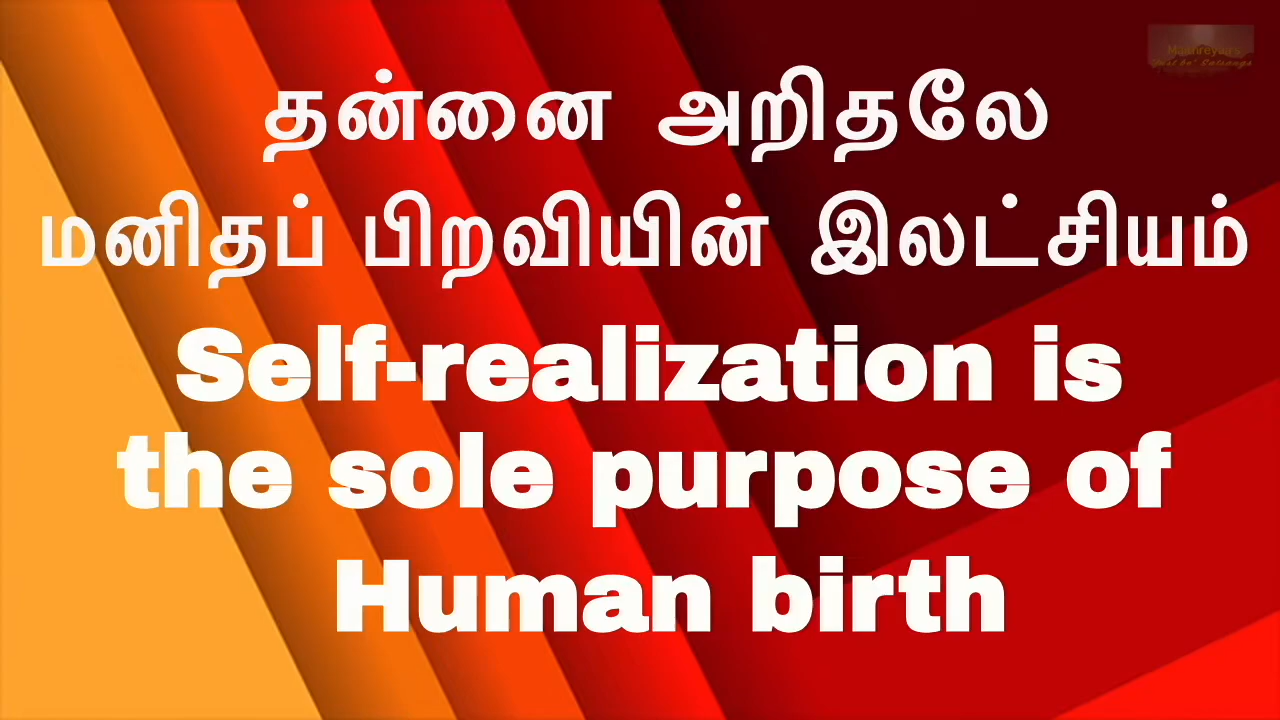 தன்னை அறிதலே
மனிதப் பிறவியின் இலட்சியம்
Self-realization is
the sole purpose of
Human birth